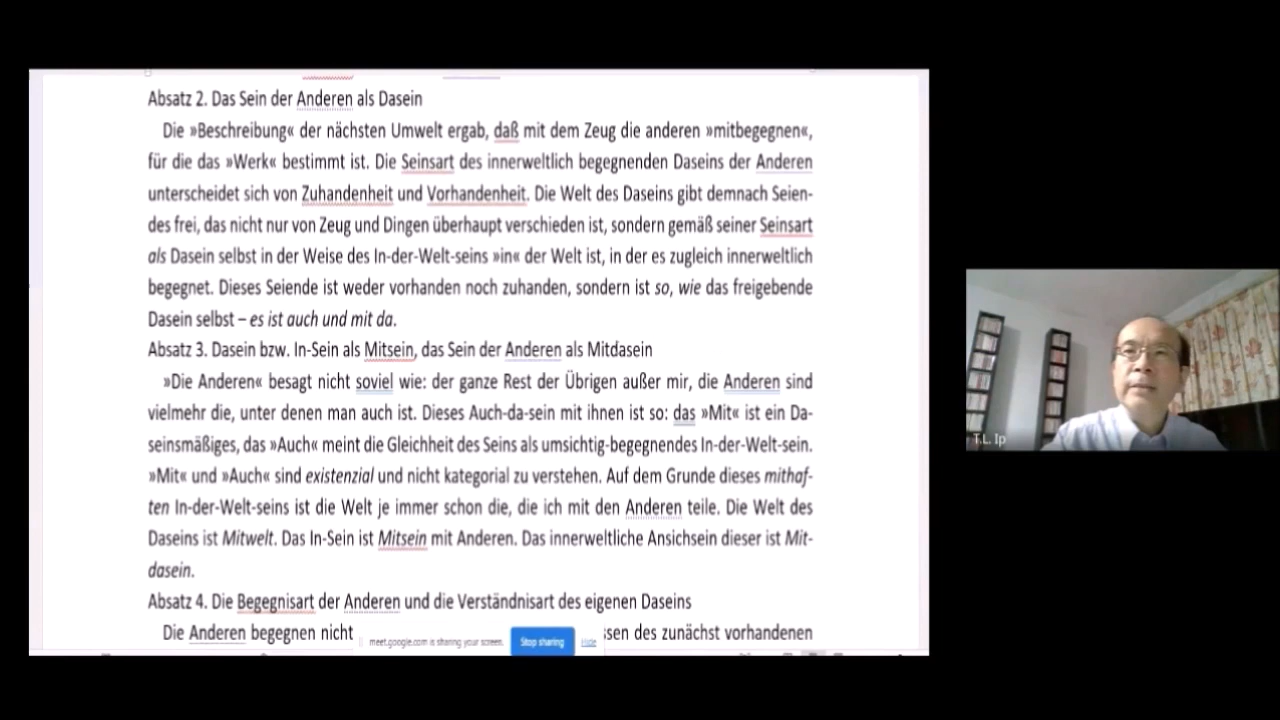 Absatz 2. Das Sein der Anderen als Dasein
Die »Beschreibung« der nächsten Umwelt ergab, daß mit dem Zeug die anderen »mitbegegnen«,
für die das »Werk« bestimmt ist. Die Seinsart des innerweltlich begegnenden Daseins der Anderen
unterscheidet sich von Zuhandenheit und Vorhandenheit. Die Welt des Daseins gibt demnach Seien-
des frei, das nicht nur von Zeug und Dingen überhaupt verschieden ist, sondern gemäß seiner Seinsart
als Dasein selbst in der Weise des In-der-Welt-seins »in« der Welt ist, in der es zugleich innerweltlich
begegnet. Dieses Seiende ist weder vorhanden noch zuhanden, sondern ist so, wie das freigebende
Dasein selbst – es ist auch und mit da.
Absatz 3. Dasein bzw. In-Sein als Mitsein, das Sein der Anderen als Mitdasein
»Die Anderen« besagt nicht soviel wie: der ganze Rest der Übrigen außer mir, die Anderen sind
vielmehr die, unter denen man auch ist. Dieses Auch-da-sein mit ihnen ist so: das »Mit« ist ein Da-
seinsmäßiges, das »Auch« meint die Gleichheit des Seins als umsichtig-begegnendes In-der-Welt-sein.
»Mit« und »Auch« sind existenzial und nicht kategorial zu verstehen. Auf dem Grunde dieses mithaf-
ten In-der-Welt-seins ist die Welt je immer schon die, die ich mit den Anderen teile. Die Welt des
Daseins ist Mitwelt. Das In-Sein ist Mitsein mit Anderen. Das innerweltliche Ansichsein dieser ist Mit-
dasein.
Absatz 4. Die Begegnisart der Anderen und die Verständnisart des eigenen Daseins
Die Anderen begegnen nicht ssen des zunächst vorhandenen
meet.google.com is sharing your screen. Stop sharing Hide
T.L. Ip